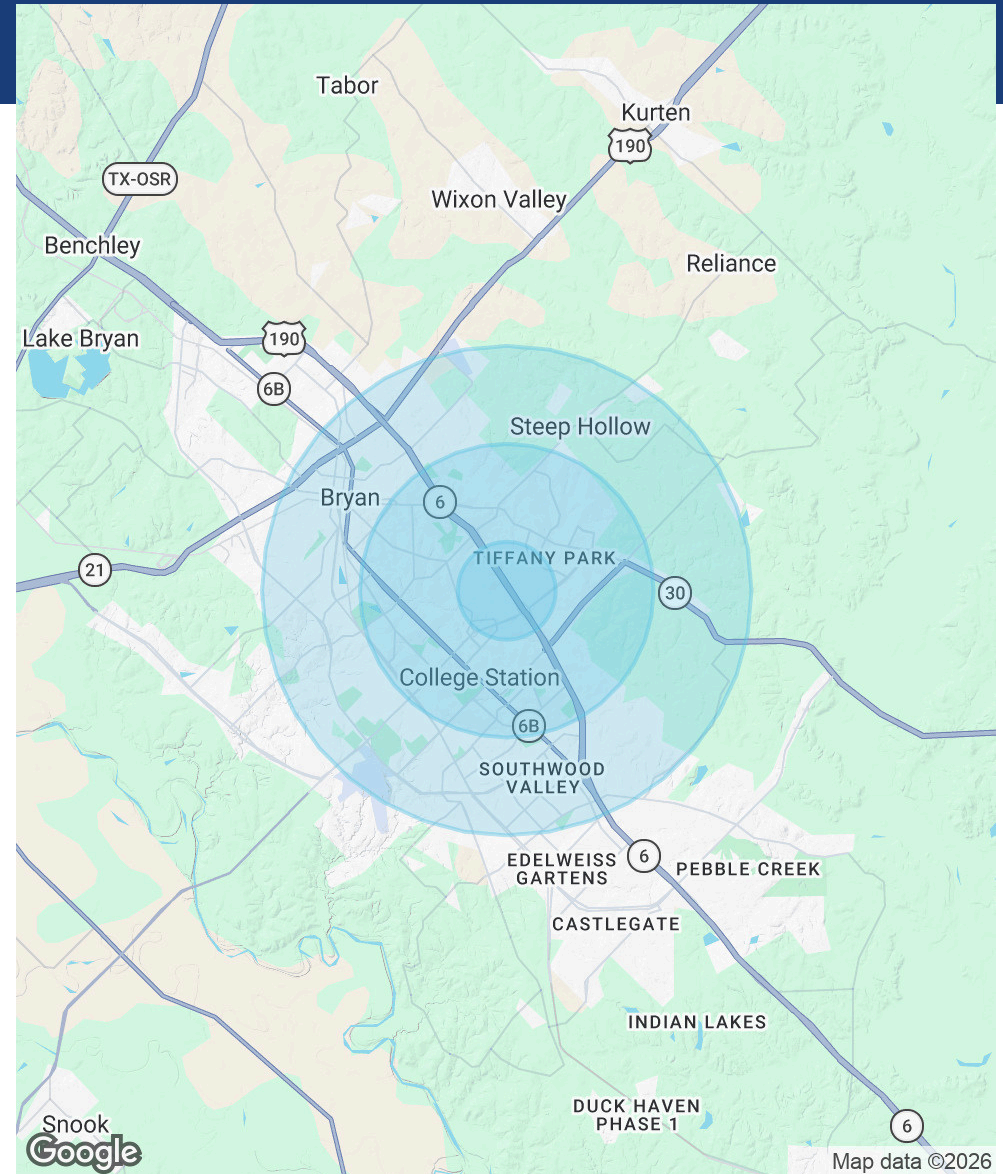 Tabor
Kurten
190
TX-OSR
Wixon Valley
Benchley
Reliance
Lake Bryan
190
6B
Steep Hollow
Bryan
6
TIFFANY PARK
21
30
College Station
6B
SOUTHWOOD
VALLEY
6
EDELWEISS
GARTENS
PEBBLE CREEK
CASTLEGATE
INDIAN LAKES
DUCK HAVEN
PHASE 1
6
Snook
Google
Map data ©2026